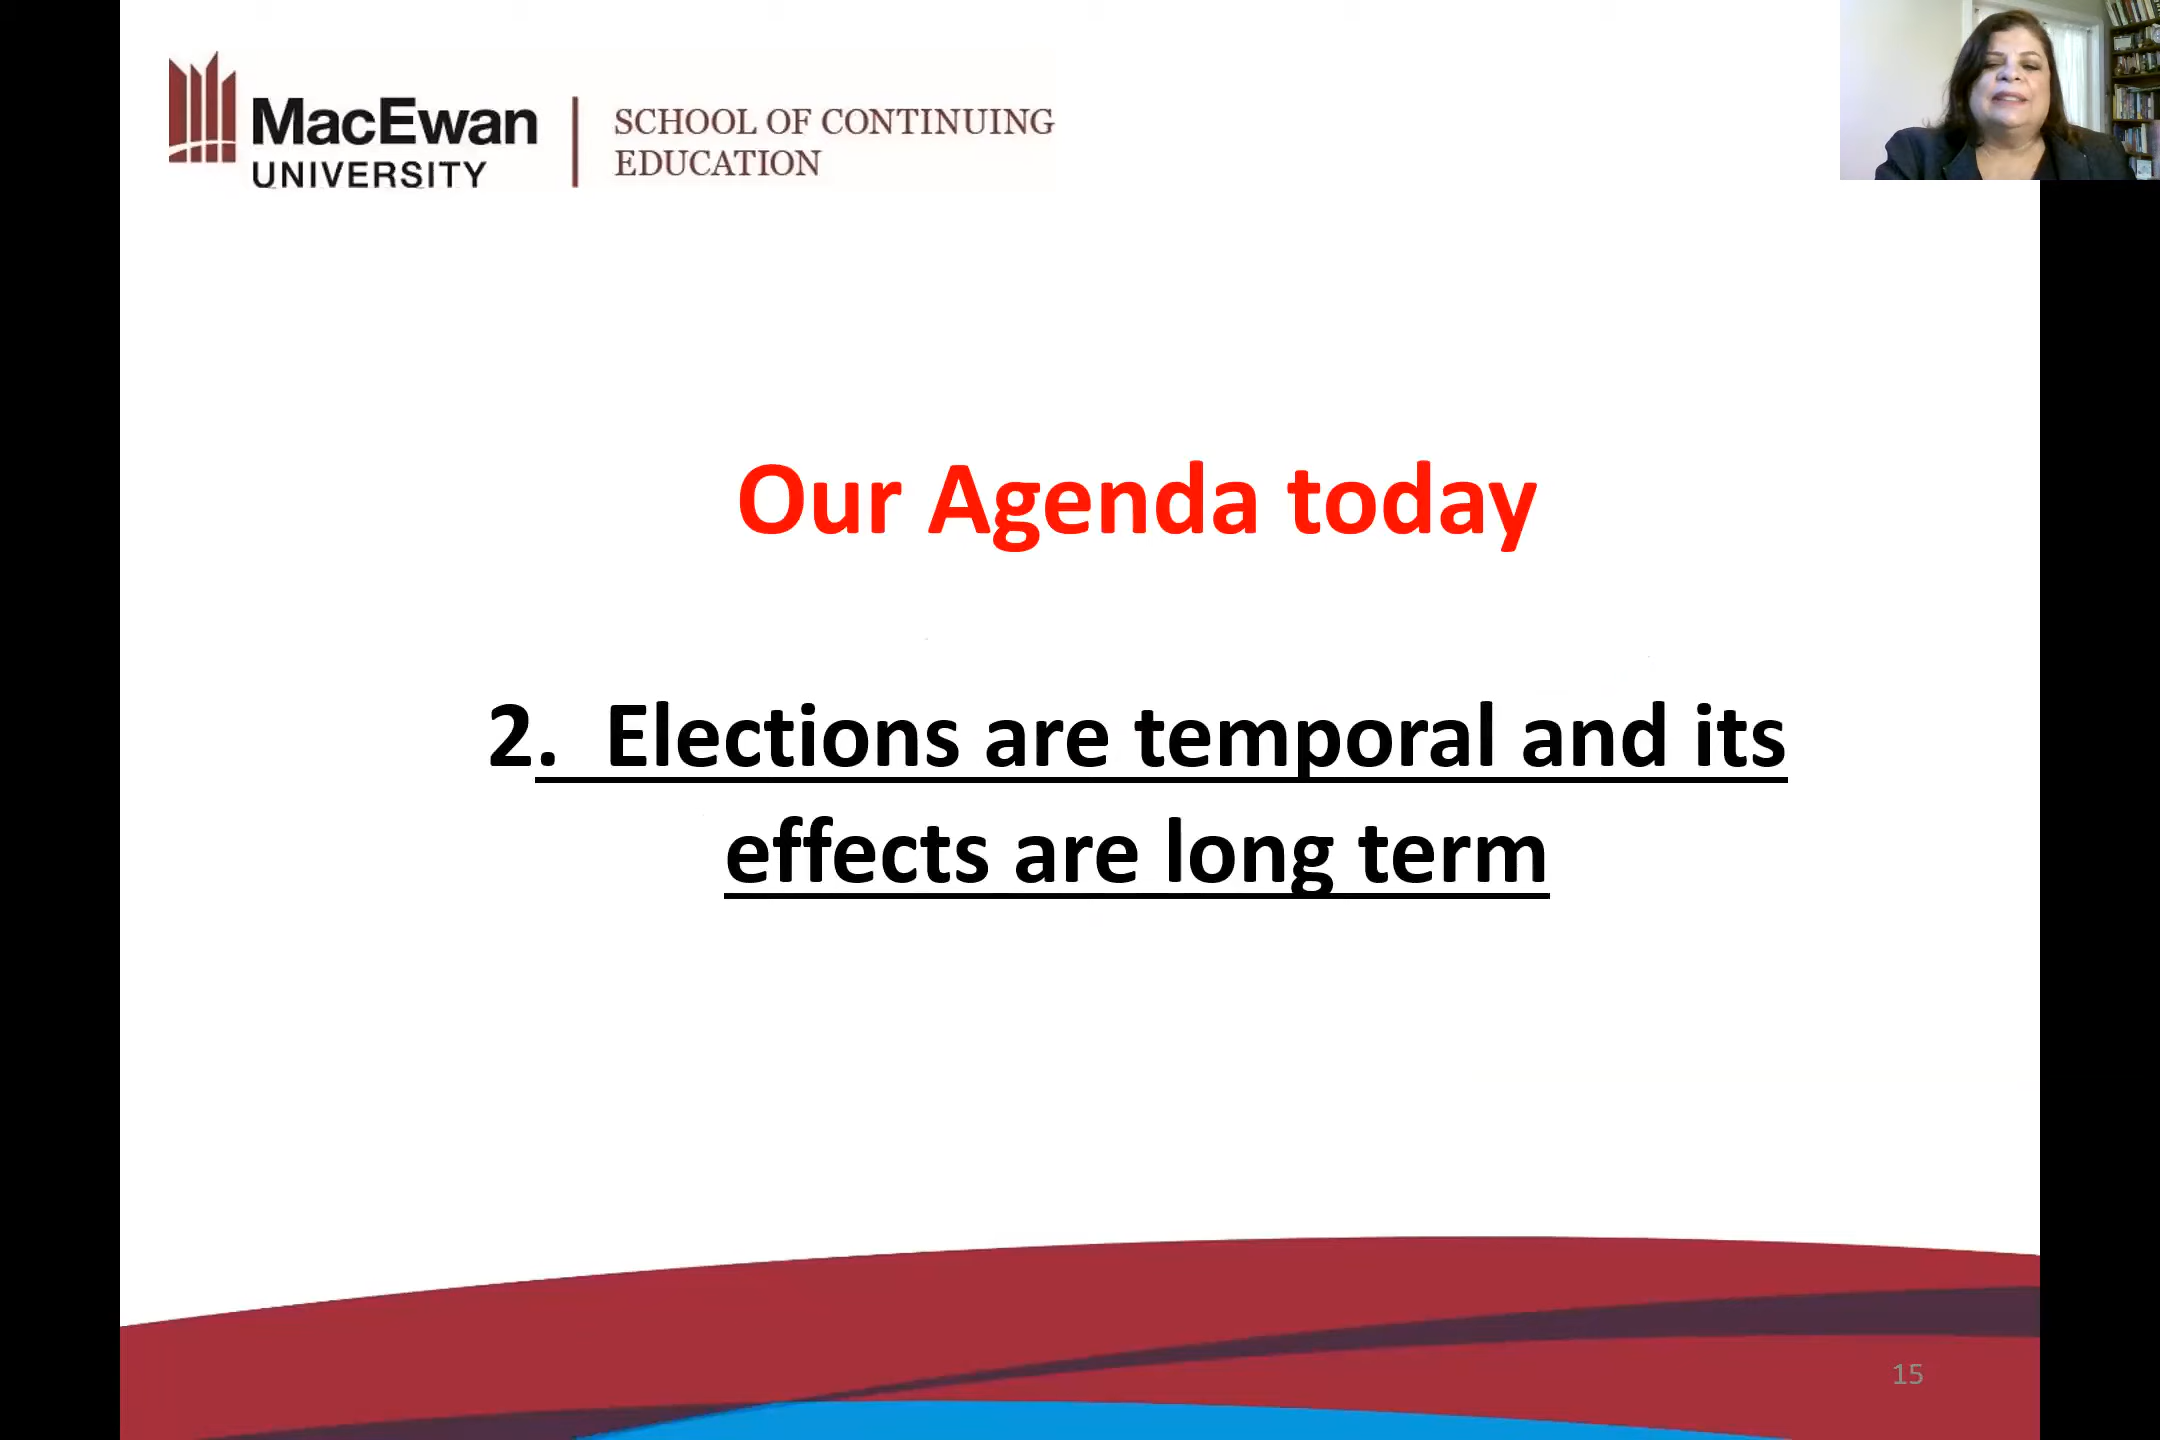 MacEwan
UNIVERSITY
SCHOOL OF CONTINUING
EDUCATION
Our Agenda today
2. Elections are temporal and its
effects are long term
15